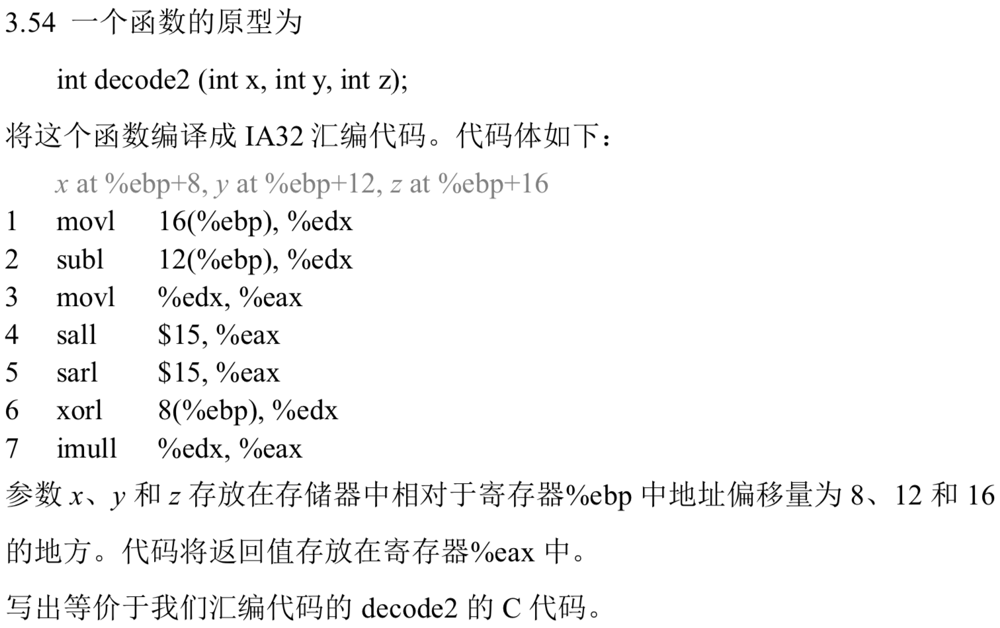 3.54 一个函数的原型为
int decode2 (int x, int y, int z);
将这个函数编译成 IA32 汇编代码。代码体如下：
x at %ebp+8, y at %ebp+12, z at %ebp+16
1 movl 16(%ebp), %edx
2 subl 12(%ebp), %edx
3 movl %edx, %eax
4 sall $15, %eax
5 sarl $15, %eax
6 xorl 8(%ebp), %edx
7 imull %edx, %eax
参数 x、y 和 z 存放在存储器中相对于寄存器%ebp 中地址偏移量为 8、12 和 16
的地方。代码将返回值存放在寄存器%eax 中。
写出等价于我们汇编代码的 decode2 的 C 代码。